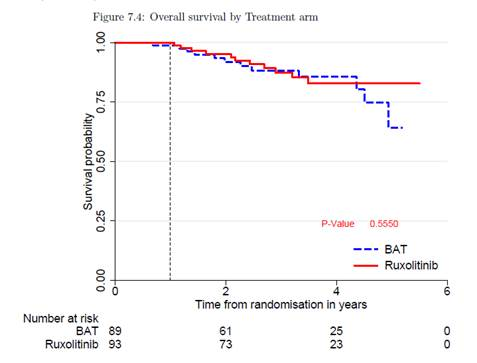 Figure 7.4: Overall survival by Treatment arm
1.00
0.75
0.50
0.25
0.00
Survival probability
P-Value 0.5550
BAT
Ruxolitinib
0 2 4 6
Time from randomisation in years
Number at risk
BAT 89 61 25 0
Ruxolitinib 93 73 23 0